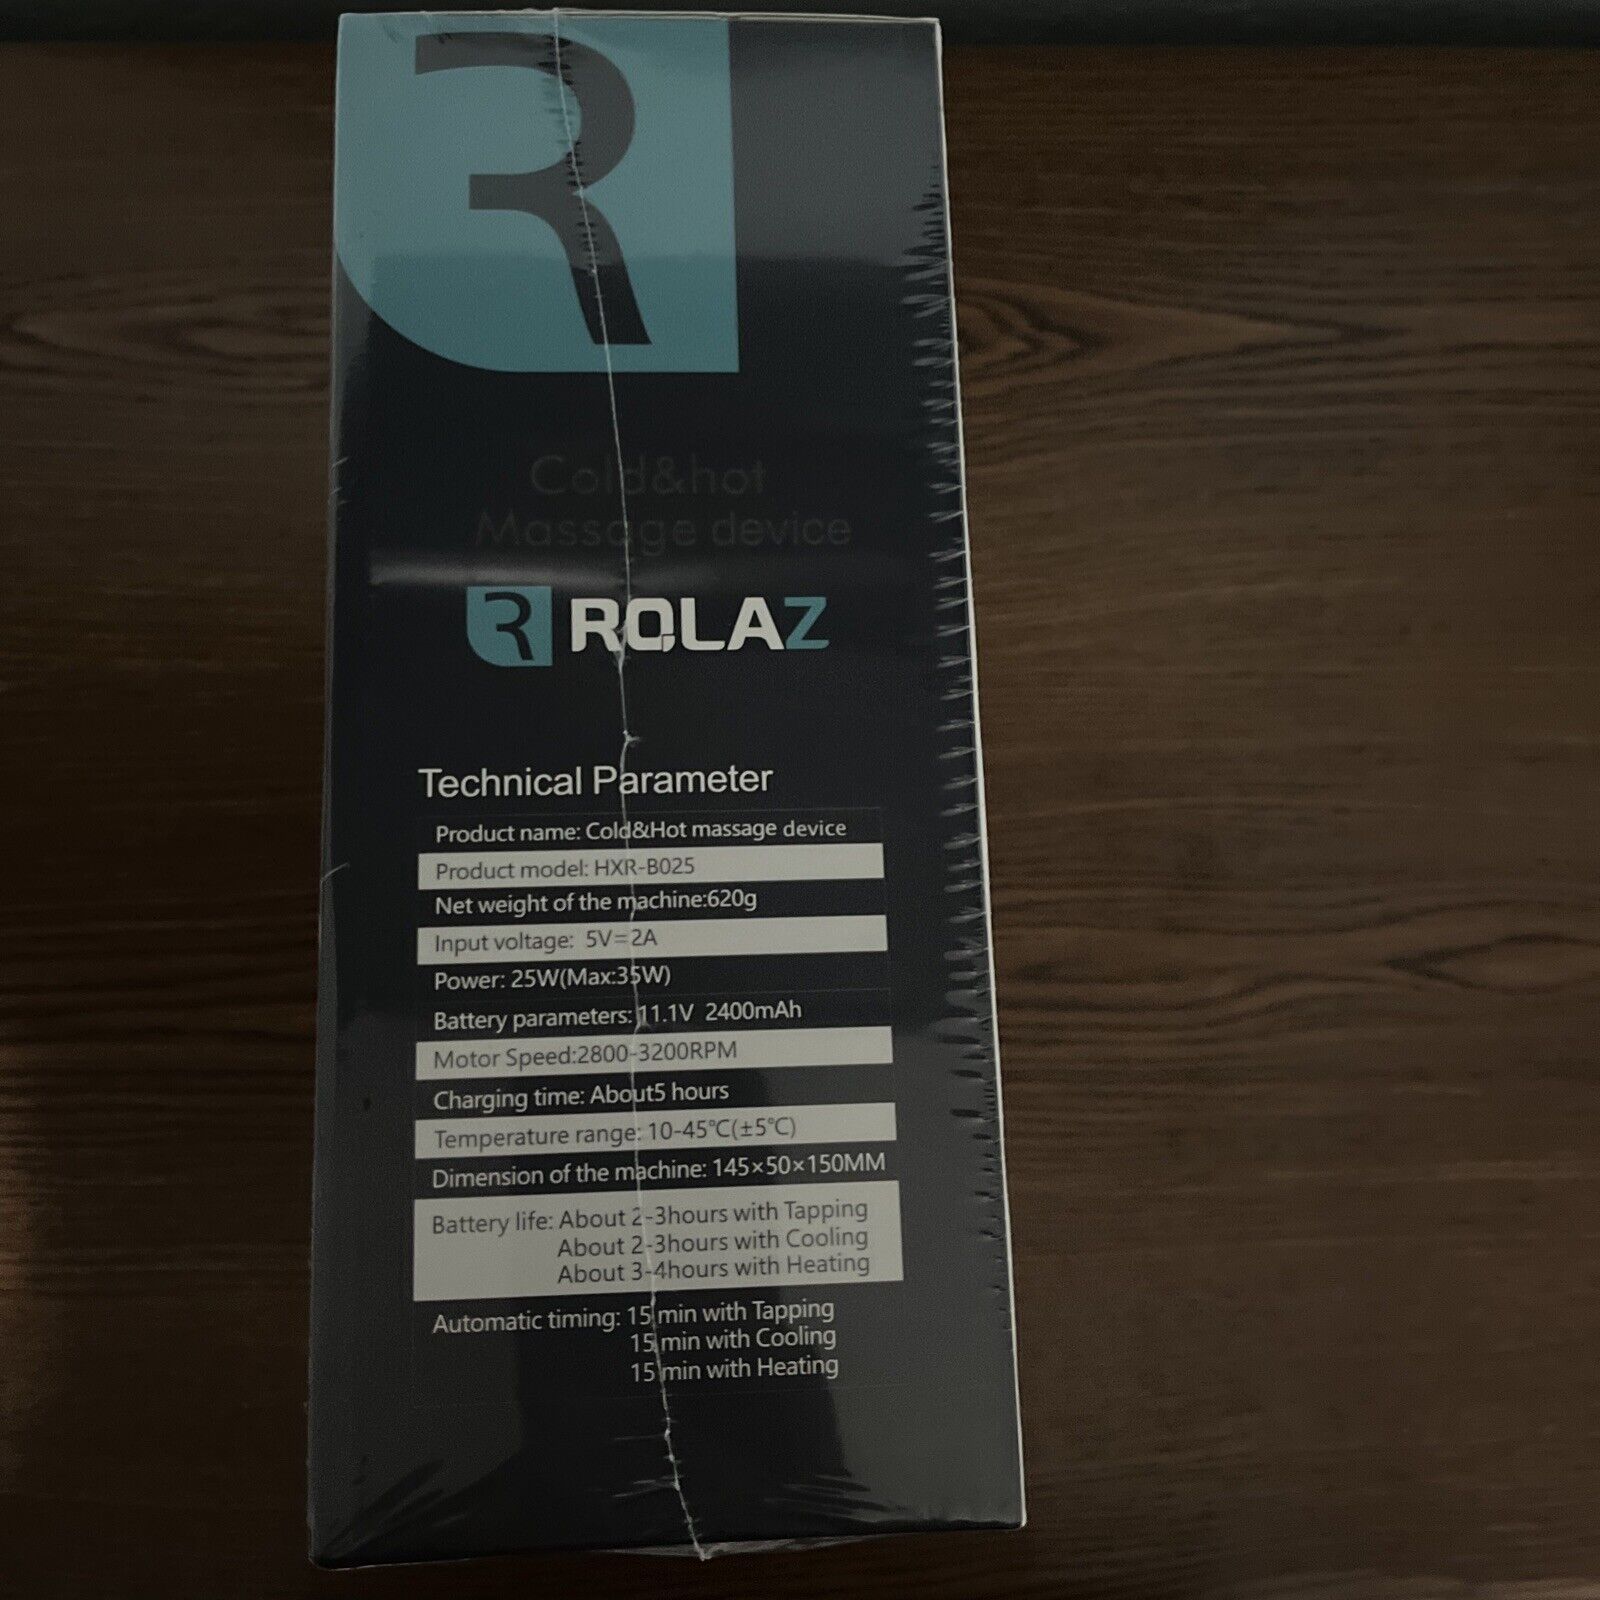 R
Cold&hot
Massage device
R ROLAZ
Technical Parameter
Product name: Cold&Hot massage device
Product model: HXR-B025
Net weight of the machine:620g
Input voltage: 5V=2A
Power: 25W(Max:35W)
Battery parameters: 11.1V 2400mAh
Motor Speed:2800-3200RPM
Charging time: About5 hours
Temperature range: 10-45℃(±5℃)
Dimension of the machine: 145×50×150MM
Battery life: About 2-3hours with Tapping
About 2-3hours with Cooling
About 3-4hours with Heating
Automatic timing: 15 min with Tapping
15 min with Cooling
15 min with Heating